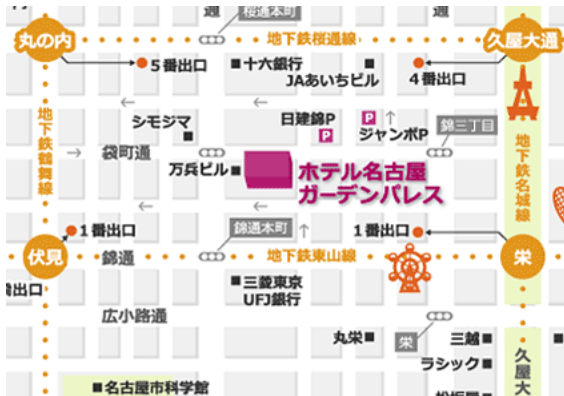 通
桜通本町
通
丸の内
地下鉄桜通線
久屋大通
5番出口
十六銀行
JAあいちビル
4番出口
地下鉄鶴舞線
シモジマ
日建錦P
P
P
ジャンボP
錦三丁目
袋町通
万兵ビル
ホテル名古屋
ガーデンパレス
地下鉄名城線
1番出口
錦通本町
1番出口
伏見
錦通
地下鉄東山線
栄
番出口
三菱東京
UFJ銀行
広小路通
丸栄
栄
三越
ラシック
久屋大
名古屋市科学館